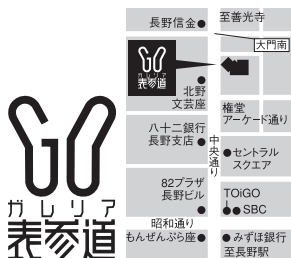 長野信金●
至善光寺
大門南
GO
表参道
●
北野
文芸座
権堂
アーケード通り
八十二銀行
長野支店●
中央通り
●セントラル
スクエア
GO
ガレリア
表参道
82プラザ
長野ビル
●
TOiGO
●●SBC
昭和通り
もんぜんぷら座●
●みずほ銀行
至長野駅